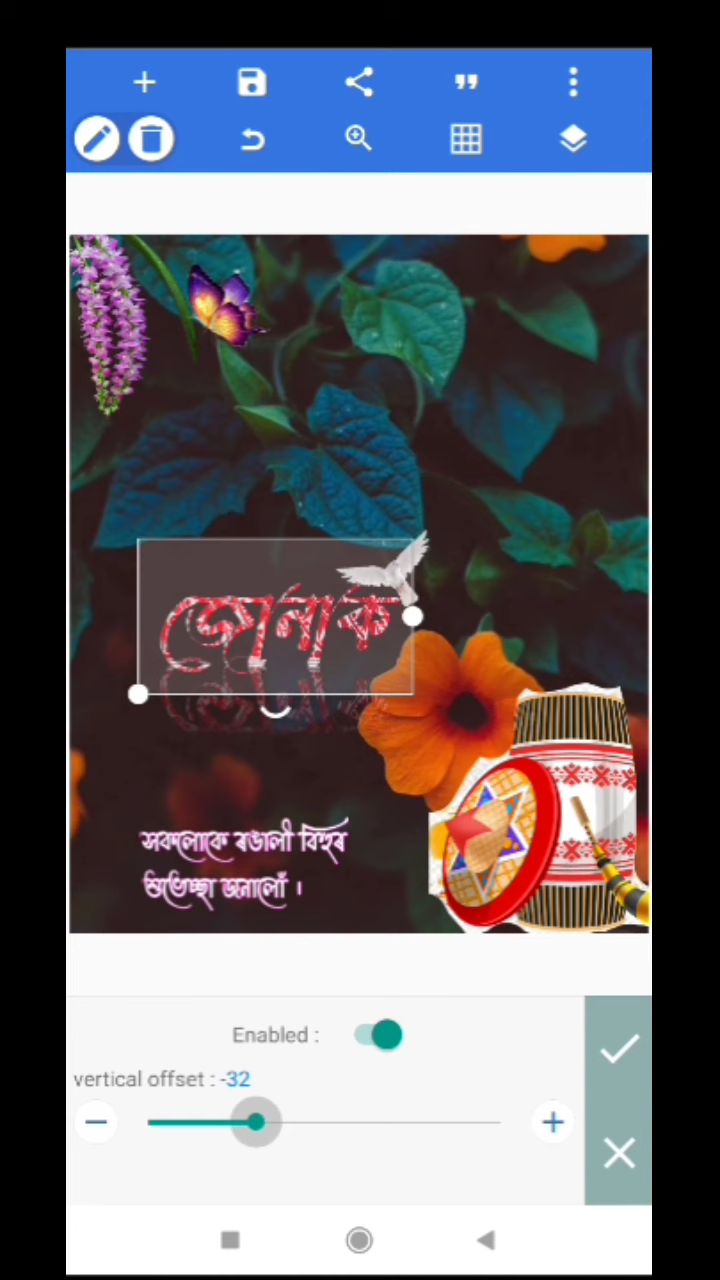 জোনাক
সকলোকে ৰঙালী বিহুৰ
শুভেচ্ছা জনালোঁ ।
Enabled :
vertical offset : -32